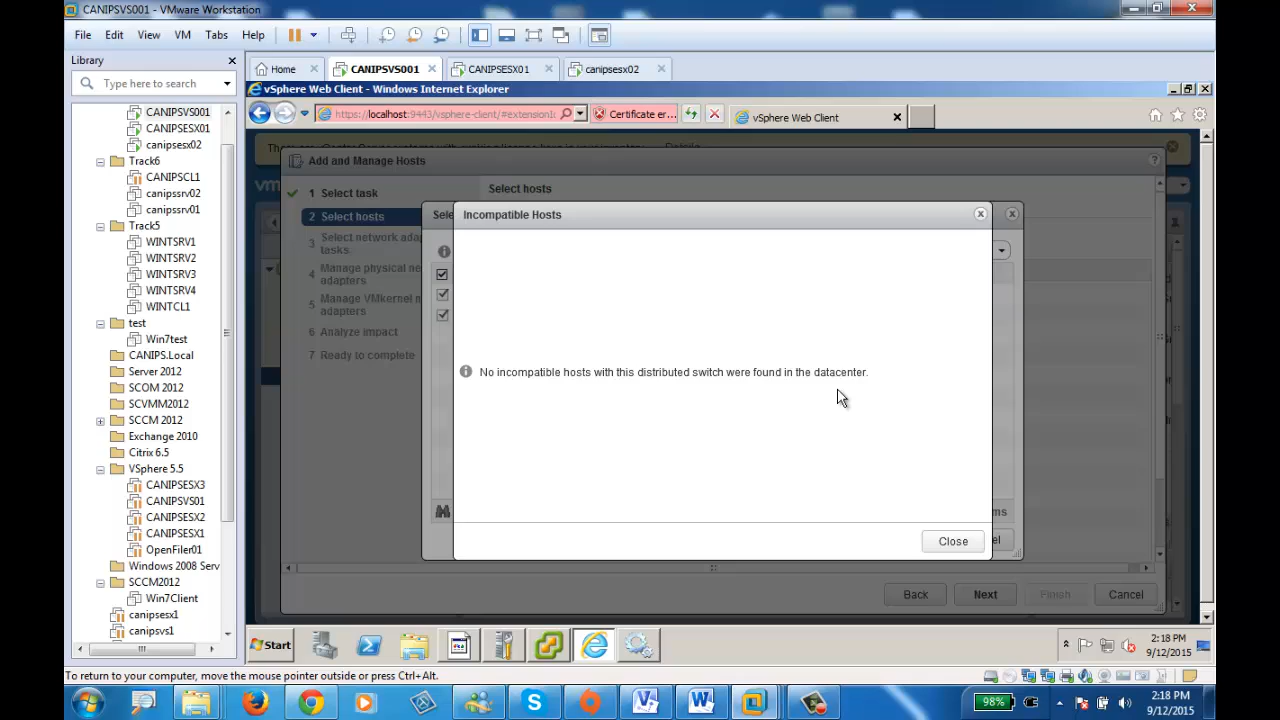 CANIPSVS001 - VMware Workstation
File Edit View VM Tabs Help
Library
Type here to search
Home CANIPSVS001 CANIPSESX01 canipsesx02
vSphere Web Client - Windows Internet Explorer
https://localhost:9443/vsphere-client/#extensionI
Certificate er...
vSphere Web Client
CANIPSVS001
CANIPSESX01
canipsesx02
Track6
CANIPSCL1
canipssrv02
canipssrv01
Track5
WINTSRV1
WINTSRV2
WINTSRV3
WINTSRV4
WINTCL1
test
Win7test
CANIPS.Local
Server 2012
SCOM 2012
SCVMM2012
SCCM 2012
Exchange 2010
Citrix 6.5
VSphere 5.5
CANIPSESX3
CANIPSVS01
CANIPSESX2
CANIPSESX1
OpenFiler01
Windows 2008 Serv
SCCM2012
Win7Client
canipsesx1
canipsvs1
Add and Manage Hosts
1 Select task
2 Select hosts
3 Select network ada
tasks
4 Manage physical ne
adapters
5 Manage VMkernel n
adapters
6 Analyze impact
7 Ready to complete
Select hosts
Sele
Incompatible Hosts
No incompatible hosts with this distributed switch were found in the datacenter.
ms
Close
el
Back Next Finish Cancel
Start
2:18 PM
9/12/2015
To return to your computer, move the mouse pointer outside or press Ctrl+Alt.
98%
2:18 PM
9/12/2015